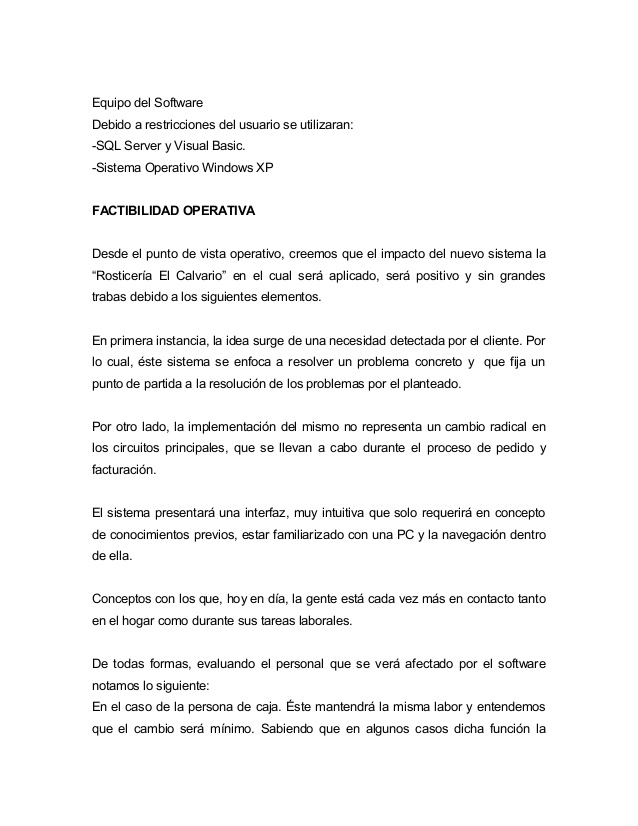 Equipo del Software
Debido a restricciones del usuario se utilizaran:
-SQL Server y Visual Basic.
-Sistema Operativo Windows XP
FACTIBILIDAD OPERATIVA
Desde el punto de vista operativo, creemos que el impacto del nuevo sistema la
“Rosticería El Calvario” en el cual será aplicado, será positivo y sin grandes
trabas debido a los siguientes elementos.
En primera instancia, la idea surge de una necesidad detectada por el cliente. Por
lo cual, éste sistema se enfoca a resolver un problema concreto y que fija un
punto de partida a la resolución de los problemas por el planteado.
Por otro lado, la implementación del mismo no representa un cambio radical en
los circuitos principales, que se llevan a cabo durante el proceso de pedido y
facturación.
El sistema presentará una interfaz, muy intuitiva que solo requerirá en concepto
de conocimientos previos, estar familiarizado con una PC y la navegación dentro
de ella.
Conceptos con los que, hoy en día, la gente está cada vez más en contacto tanto
en el hogar como durante sus tareas laborales.
De todas formas, evaluando el personal que se verá afectado por el software
notamos lo siguiente:
En el caso de la persona de caja. Éste mantendrá la misma labor y entendemos
que el cambio será mínimo. Sabiendo que en algunos casos dicha función la